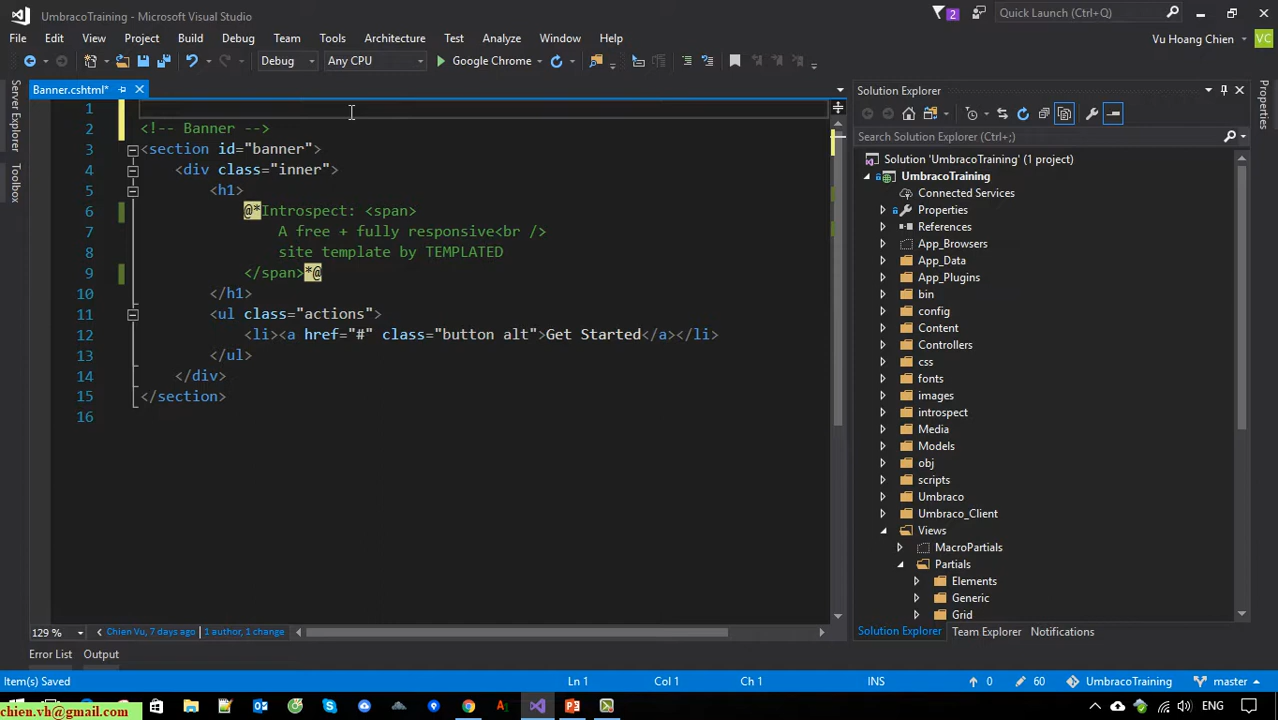 UmbracoTraining - Microsoft Visual Studio
2
Quick Launch (Ctrl+Q)
File Edit View Project Build Debug Team Tools Architecture Test Analyze Window Help
Vu Hoang Chien VC
Debug Any CPU Google Chrome
Server Explorer
Toolbox
Banner.cshtml*
1
2 <!-- Banner -->
3 <section id="banner">
4 <div class="inner">
5 <h1>
6 @*Introspect: <span>
7 A free + fully responsive<br />
8 site template by TEMPLATED
9 </span>*@
10 </h1>
11 <ul class="actions">
12 <li><a href="#" class="button alt">Get Started</a></li>
13 </ul>
14 </div>
15 </section>
16
129 % Chien Vu, 7 days ago | 1 author, 1 change
Solution Explorer
Search Solution Explorer (Ctrl+;)
Solution 'UmbracoTraining' (1 project)
UmbracoTraining
Connected Services
Properties
References
App_Browsers
App_Data
App_Plugins
bin
config
Content
Controllers
css
fonts
images
introspect
Media
Models
obj
scripts
Umbraco
Umbraco_Client
Views
MacroPartials
Partials
Elements
Generic
Grid
Solution Explorer Team Explorer Notifications
Error List Output
Item(s) Saved Ln 1 Col 1 Ch 1 INS 0 60 UmbracoTraining master
chien.vh@gmail.com
ENG